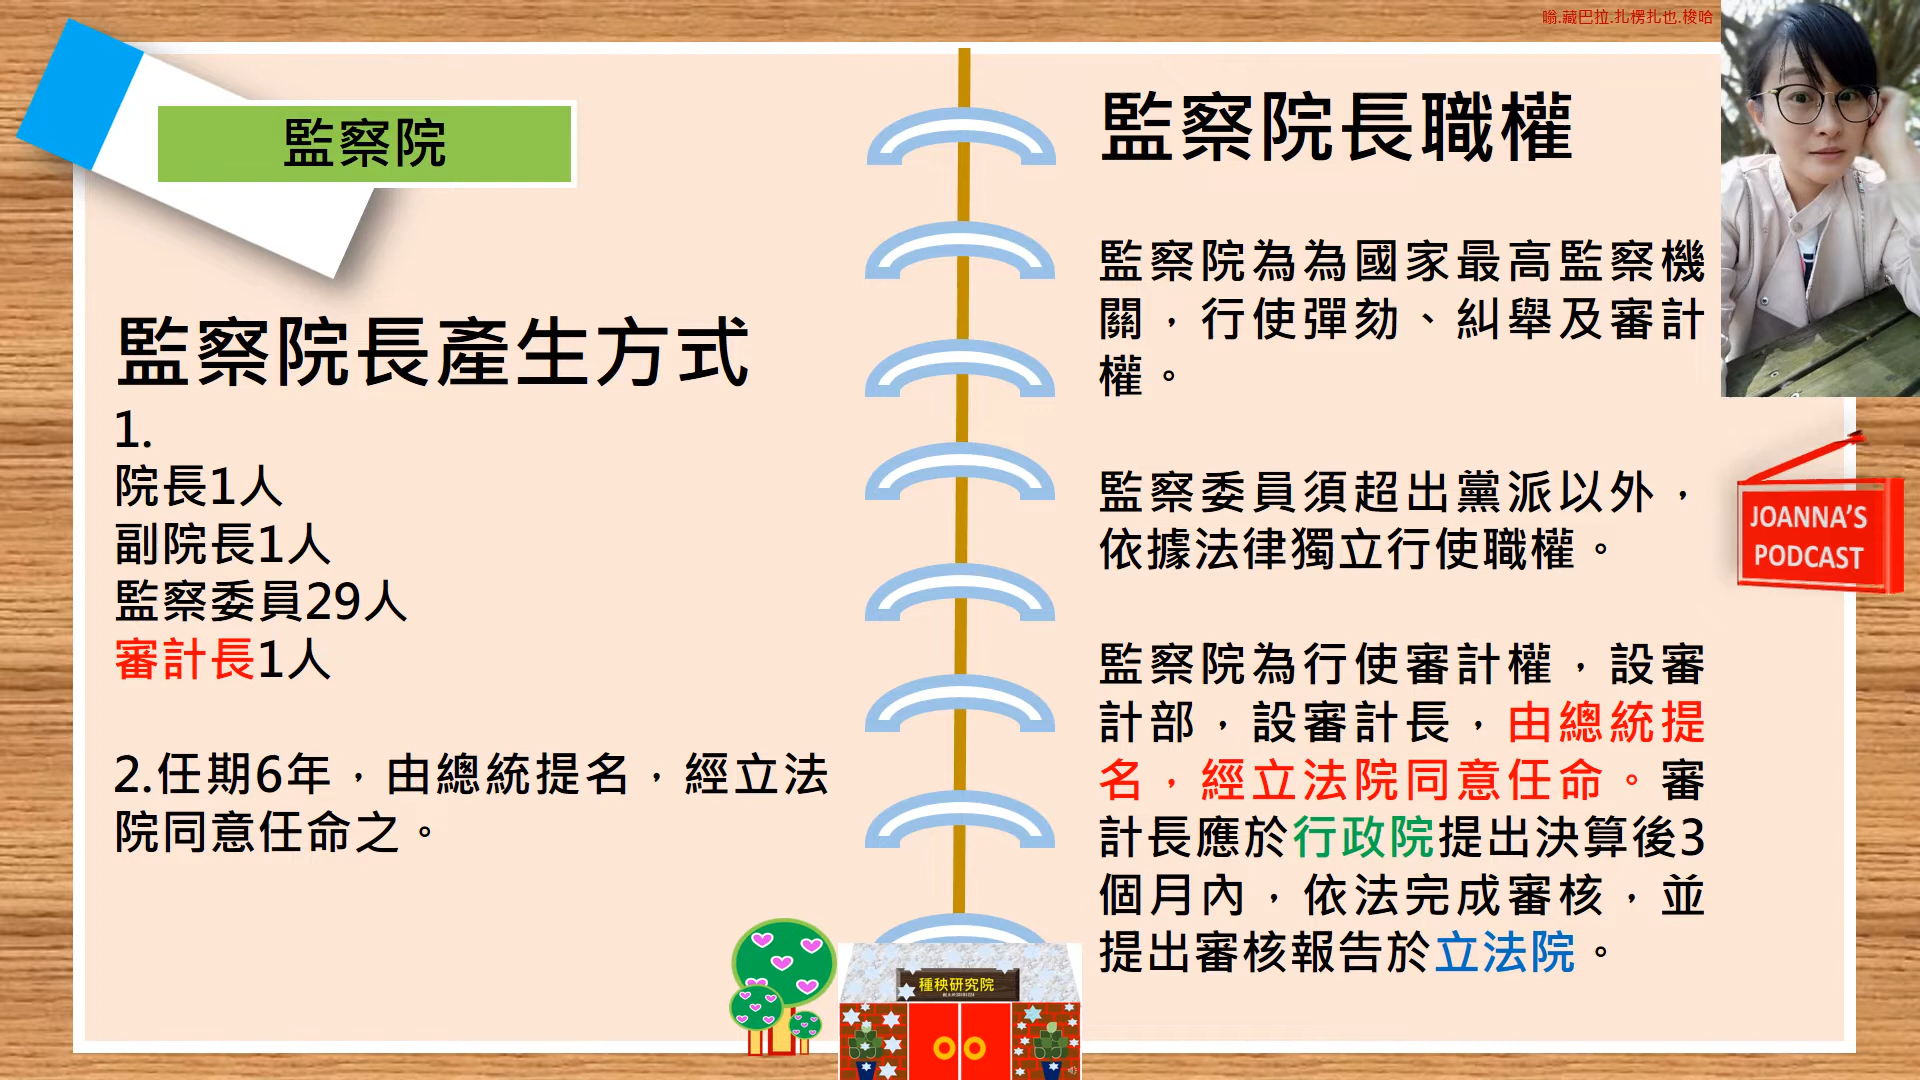 嗡.藏巴拉.扎楞扎也.梭哈
監察院
監察院長產生方式
1.
院長1人
副院長1人
監察委員29人
審計長1人
2.任期6年，由總統提名，經立法
院同意任命之。
監察院長職權
監察院為為國家最高監察機
關，行使彈劾、糾舉及審計
權。
監察委員須超出黨派以外，
依據法律獨立行使職權。
監察院為行使審計權，設審
計部，設審計長，由總統提
名，經立法院同意任命。審
計長應於行政院提出決算後3
個月內，依法完成審核，並
提出審核報告於立法院。
JOANNA'S
PODCAST
種秧研究院